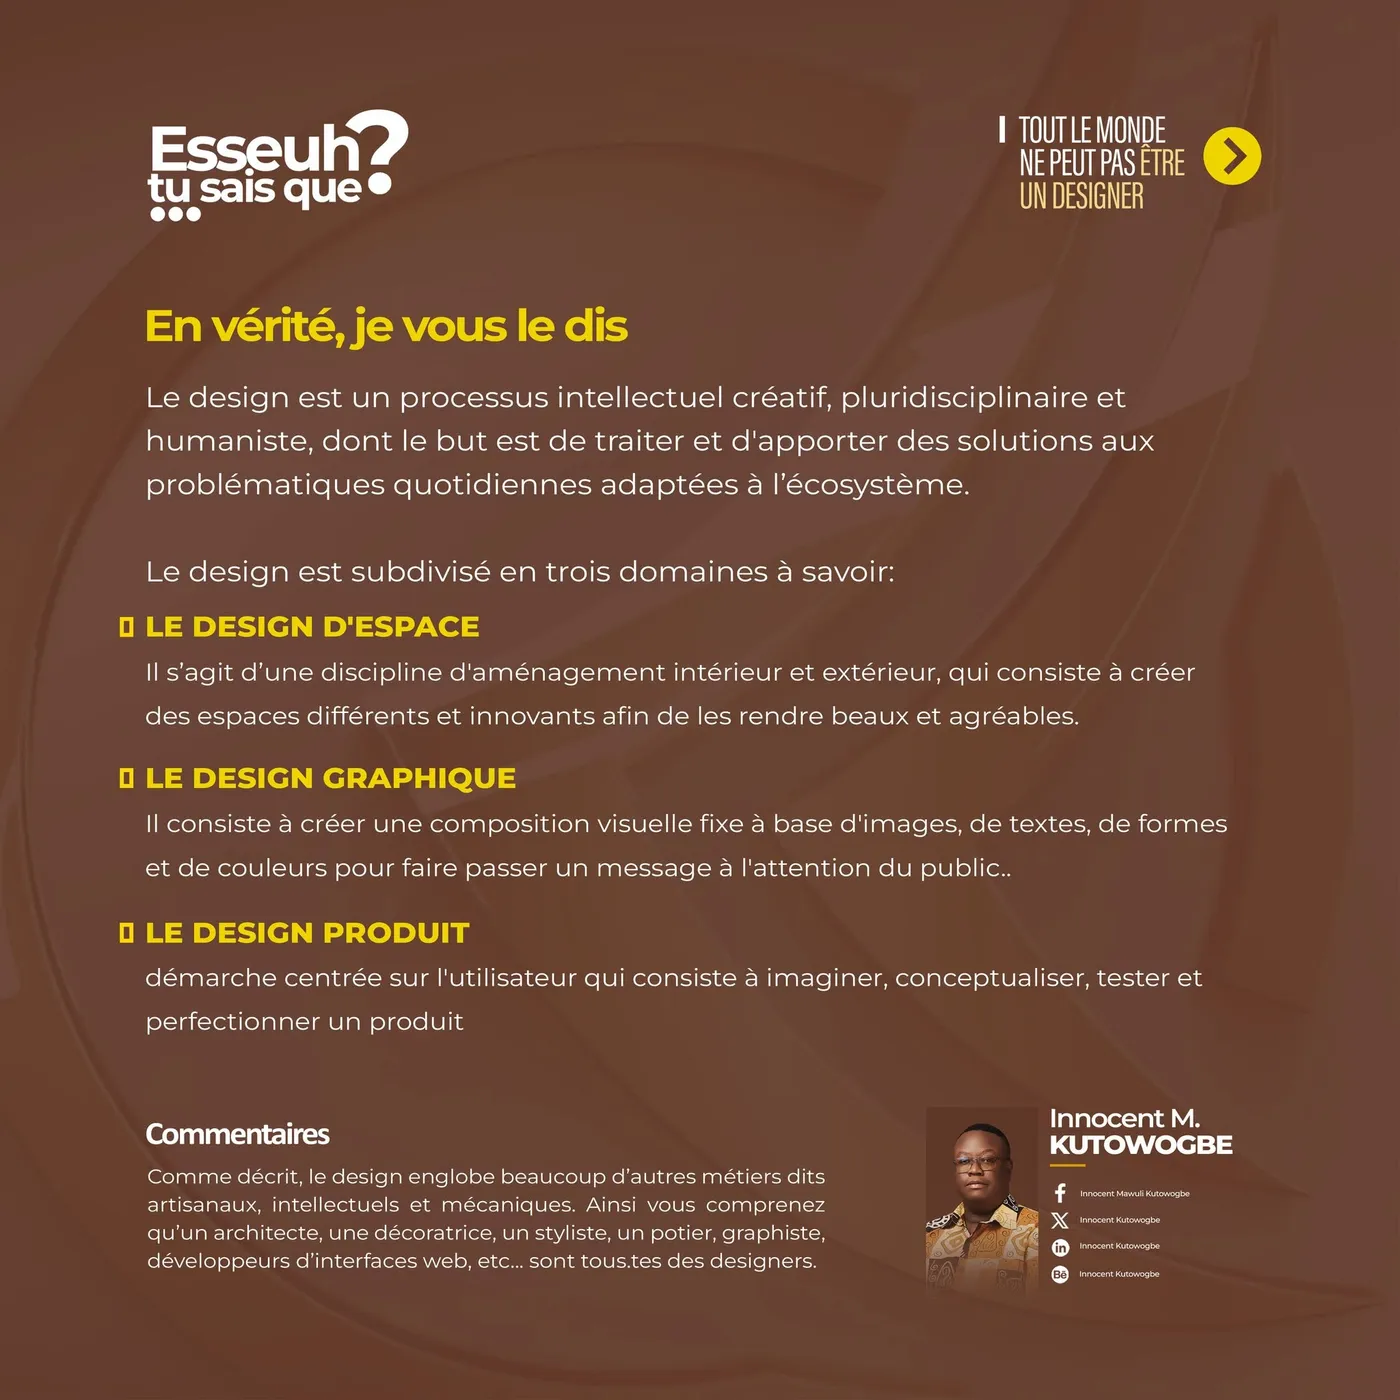 Esseuh?
tu sais que
...
TOUT LE MONDE
NE PEUT PAS ÊTRE
UN DESIGNER
En vérité, je vous le dis
Le design est un processus intellectuel créatif, pluridisciplinaire et
humaniste, dont le but est de traiter et d'apporter des solutions aux
problématiques quotidiennes adaptées à l’écosystème.
Le design est subdivisé en trois domaines à savoir:
LE DESIGN D'ESPACE
Il s’agit d’une discipline d'aménagement intérieur et extérieur, qui consiste à créer
des espaces différents et innovants afin de les rendre beaux et agréables.
LE DESIGN GRAPHIQUE
Il consiste à créer une composition visuelle fixe à base d'images, de textes, de formes
et de couleurs pour faire passer un message à l'attention du public..
LE DESIGN PRODUIT
démarche centrée sur l'utilisateur qui consiste à imaginer, conceptualiser, tester et
perfectionner un produit
Commentaires
Comme décrit, le design englobe beaucoup d’autres métiers dits
artisanaux, intellectuels et mécaniques. Ainsi vous comprenez
qu’un architecte, une décoratrice, un styliste, un potier, graphiste,
développeurs d’interfaces web, etc... sont tous.tes des designers.
Innocent M.
KUTOWOGBE
Innocent Mawuli Kutowogbe
Innocent Kutowogbe
in Innocent Kutowogbe
Bē Innocent Kutowogbe